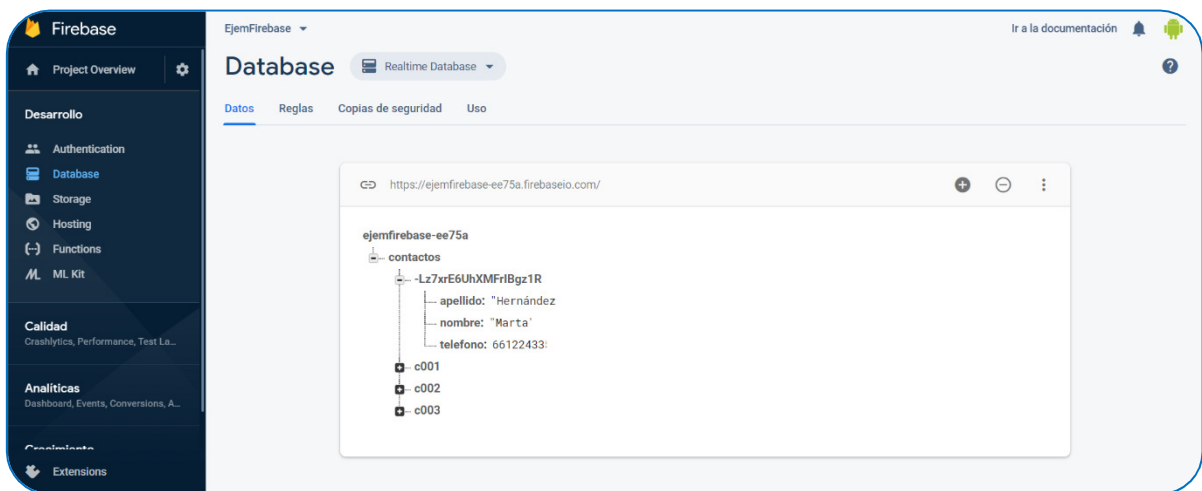 Firebase
Project Overview
Desarrollo
Authentication
Database
Storage
Hosting
Functions
ML Kit
Calidad
Crashlytics, Performance, Test La...
Analíticas
Dashboard, Events, Conversions, A...
Crecimiento
Extensions
EjemFirebase
Ir a la documentación
Database
Realtime Database
Datos Reglas Copias de seguridad Uso
https://ejemfirebase-ee75a.firebaseio.com/
ejemfirebase-ee75a
contactos
-Lz7xrE6UhXMFrIBgz1R
apellido: "Hernández
nombre: "Marta"
telefono: 66122433
c001
c002
c003